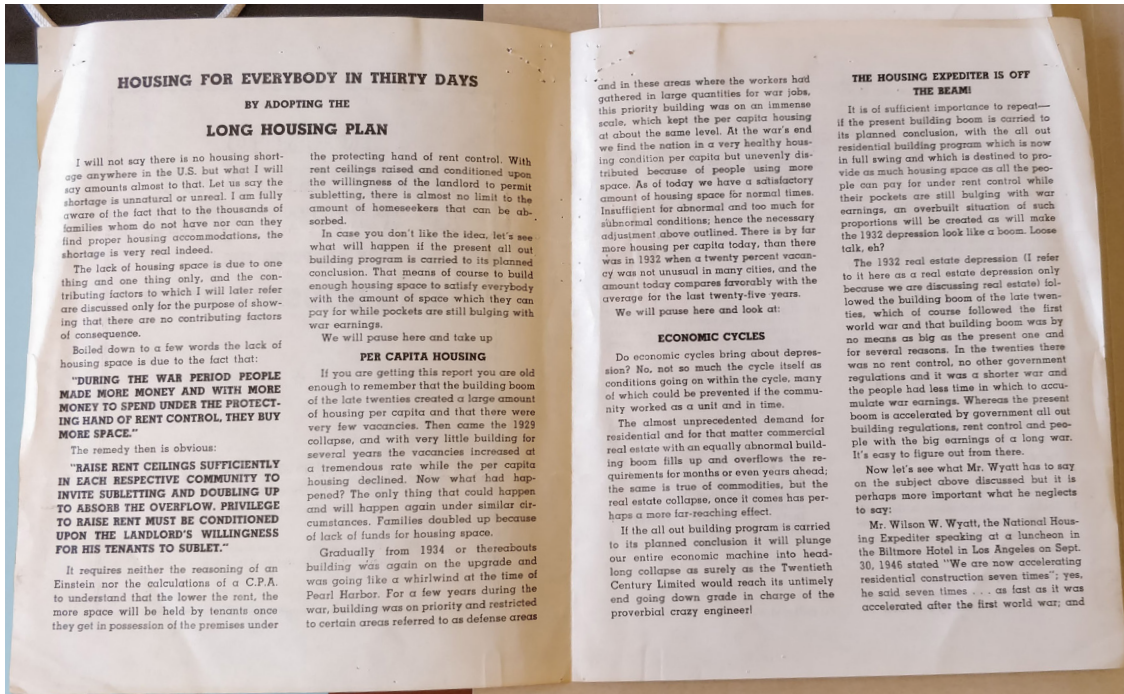 HOUSING FOR EVERYBODY IN THIRTY DAYS
BY ADOPTING THE
LONG HOUSING PLAN
I will not say there is no housing short-
age anywhere in the U.S. but what I will
say amounts almost to that. Let us say the
shortage is unnatural or unreal. I am fully
aware of the fact that to the thousands of
families whom do not have nor can they
find proper housing accommodations, the
shortage is very real indeed.
The lack of housing space is due to one
thing and one thing only, and the con-
tributing factors to which I will later refer
are discussed only for the purpose of show-
ing that there are no contributing factors
of consequence.
Boiled down to a few words the lack of
housing space is due to the fact that:
"DURING THE WAR PERIOD PEOPLE
MADE MORE MONEY AND WITH MORE
MONEY TO SPEND UNDER THE PROTECT-
ING HAND OF RENT CONTROL, THEY BUY
MORE SPACE."
The remedy then is obvious:
"RAISE RENT CEILINGS SUFFICIENTLY
IN EACH RESPECTIVE COMMUNITY TO
INVITE SUBLETTING AND DOUBLING UP
TO ABSORB THE OVERFLOW. PRIVILEGE
TO RAISE RENT MUST BE CONDITIONED
UPON THE LANDLORD'S WILLINGNESS
FOR HIS TENANTS TO SUBLET."
It requires neither the reasoning of an
Einstein nor the calculations of a C.P.A.
to understand that the lower the rent, the
more space will be held by tenants once
they get in possession of the premises under
the protecting hand of rent control. With
rent ceilings raised and conditioned upon
the willingness of the landlord to permit
subletting, there is almost no limit to the
amount of homeseekers that can be ab-
sorbed.
In case you don't like the idea, let's see
what will happen if the present all out
building program is carried to its planned
conclusion. That means of course to build
enough housing space to satisfy everybody
with the amount of space which they can
pay for while pockets are still bulging with
war earnings.
We will pause here and take up
PER CAPITA HOUSING
If you are getting this report you are old
enough to remember that the building boom
of the late twenties created a large amount
of housing per capita and that there were
very few vacancies. Then came the 1929
collapse, and with very little building for
several years the vacancies increased at
a tremendous rate while the per capita
housing declined. Now what had hap-
pened? The only thing that could happen
and will happen again under similar cir-
cumstances. Families doubled up because
of lack of funds for housing space.
Gradually from 1934 or thereabouts
building was again on the upgrade and
was going like a whirlwind at the time of
Pearl Harbor. For a few years during the
war, building was on priority and restricted
to certain areas referred to as defense areas
and in these areas where the workers had
gathered in large quantities for war jobs,
this priority building was on an immense
scale, which kept the per capita housing
at about the same level. At the war's end
we find the nation in a very healthy hous-
ing condition per capita but unevenly dis-
tributed because of people using more
space. As of today we have a satisfactory
amount of housing space for normal times.
Insufficient for abnormal and too much for
subnormal conditions; hence the necessary
adjustment above outlined. There is by far
more housing per capita today, than there
was in 1932 when a twenty percent vacan-
cy was not unusual in many cities, and the
amount today compares favorably with the
average for the last twenty-five years.
We will pause here and look at:
ECONOMIC CYCLES
Do economic cycles bring about depres-
sion? No, not so much the cycle itself as
conditions going on within the cycle, many
of which could be prevented if the commu-
nity worked as a unit and in time.
The almost unprecedented demand for
residential and for that matter commercial
real estate with an equally abnormal build-
ing boom fills up and overflows the re-
quirements for months or even years ahead;
the same is true of commodities, but the
real estate collapse, once it comes has per-
haps a more far-reaching effect.
If the all out building program is carried
to its planned conclusion it will plunge
our entire economic machine into head-
long collapse as surely as the Twentieth
Century Limited would reach its untimely
end going down grade in charge of the
proverbial crazy engineer!
THE HOUSING EXPEDITER IS OFF
THE BEAM!
It is of sufficient importance to repeat—
if the present building boom is carried to
its planned conclusion, with the all out
residential building program which is now
in full swing and which is destined to pro-
vide as much housing space as all the peo-
ple can pay for under rent control while
their pockets are still bulging with war
earnings, an overbuilt situation of such
proportions will be created as will make
the 1932 depression look like a boom. Loose
talk, eh?
The 1932 real estate depression (I refer
to it here as a real estate depression only
because we are discussing real estate) fol-
lowed the building boom of the late twen-
ties, which of course followed the first
world war and that building boom was by
no means as big as the present one and
for several reasons. In the twenties there
was no rent control, no other government
regulations and it was a shorter war and
the people had less time in which to accu-
mulate war earnings. Whereas the present
boom is accelerated by government all out
building regulations, rent control and peo-
ple with the big earnings of a long war.
It's easy to figure out from there.
Now let's see what Mr. Wyatt has to say
on the subject above discussed but it is
perhaps more important what he neglects
to say:
Mr. Wilson W. Wyatt, the National Hous-
ing Expediter speaking at a luncheon in
the Biltmore Hotel in Los Angeles on Sept.
30, 1946 stated "We are now accelerating
residential construction seven times"; yes,
he said seven times . . . as fast as it was
accelerated after the first world war; and